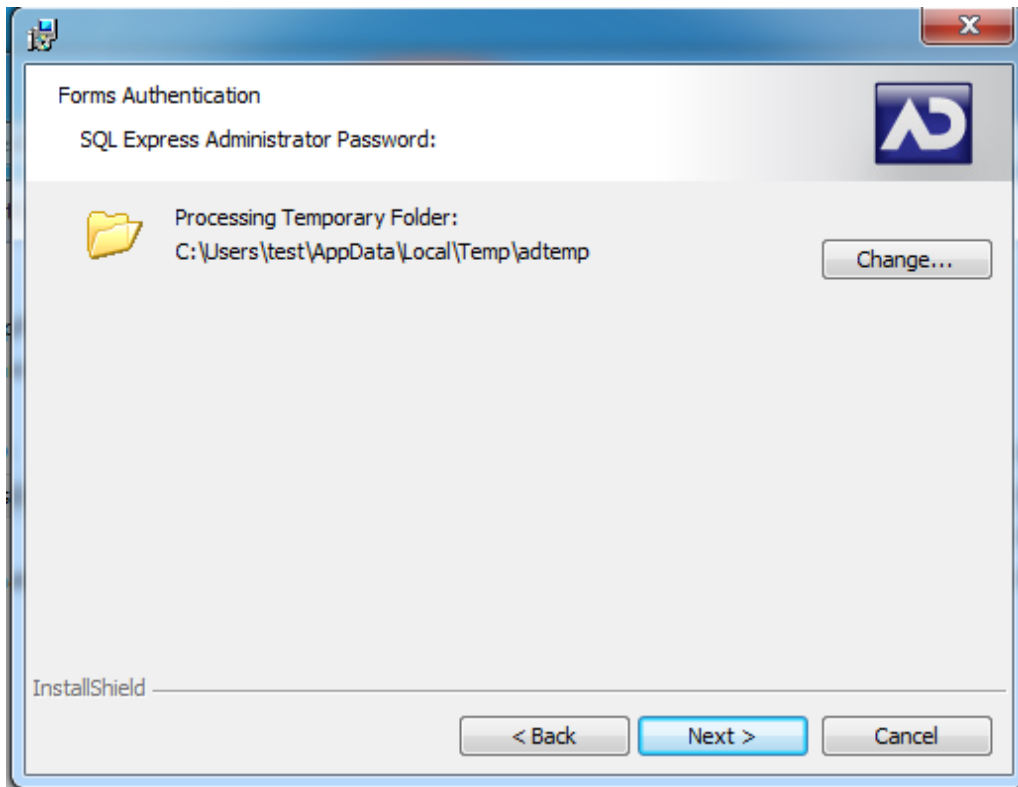 Forms Authentication
SQL Express Administrator Password:
AD
Processing Temporary Folder:
C:\Users\test\AppData\Local\Temp\adtemp
Change...
InstallShield
< Back
Next >
Cancel